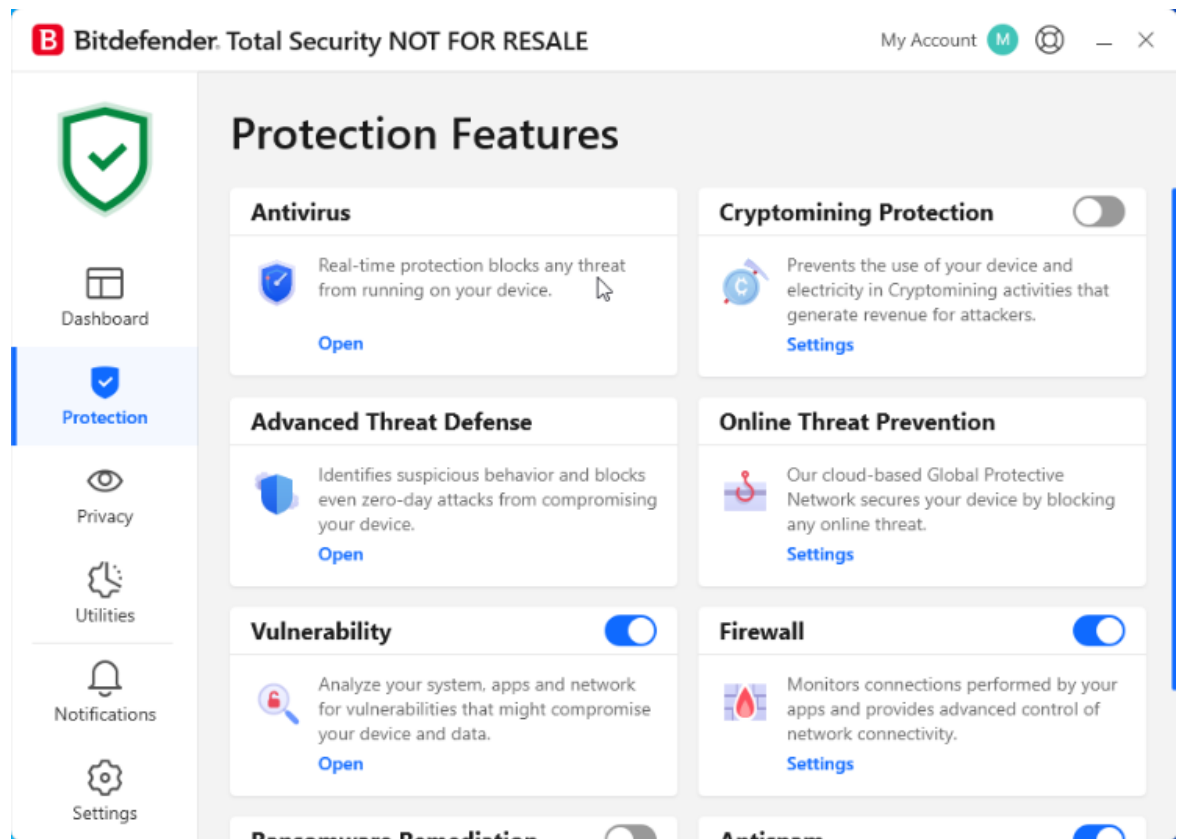 B Bitdefender. Total Security NOT FOR RESALE
My Account M
Protection Features
Dashboard
Protection
Privacy
Utilities
Notifications
Settings
Antivirus
Real-time protection blocks any threat
from running on your device.
Open
Cryptomining Protection
Prevents the use of your device and
electricity in Cryptomining activities that
generate revenue for attackers.
Settings
Advanced Threat Defense
Identifies suspicious behavior and blocks
even zero-day attacks from compromising
your device.
Open
Online Threat Prevention
Our cloud-based Global Protective
Network secures your device by blocking
any online threat.
Settings
Vulnerability
Analyze your system, apps and network
for vulnerabilities that might compromise
your device and data.
Open
Firewall
Monitors connections performed by your
apps and provides advanced control of
network connectivity.
Settings
Ransomware Remediation
Antispam